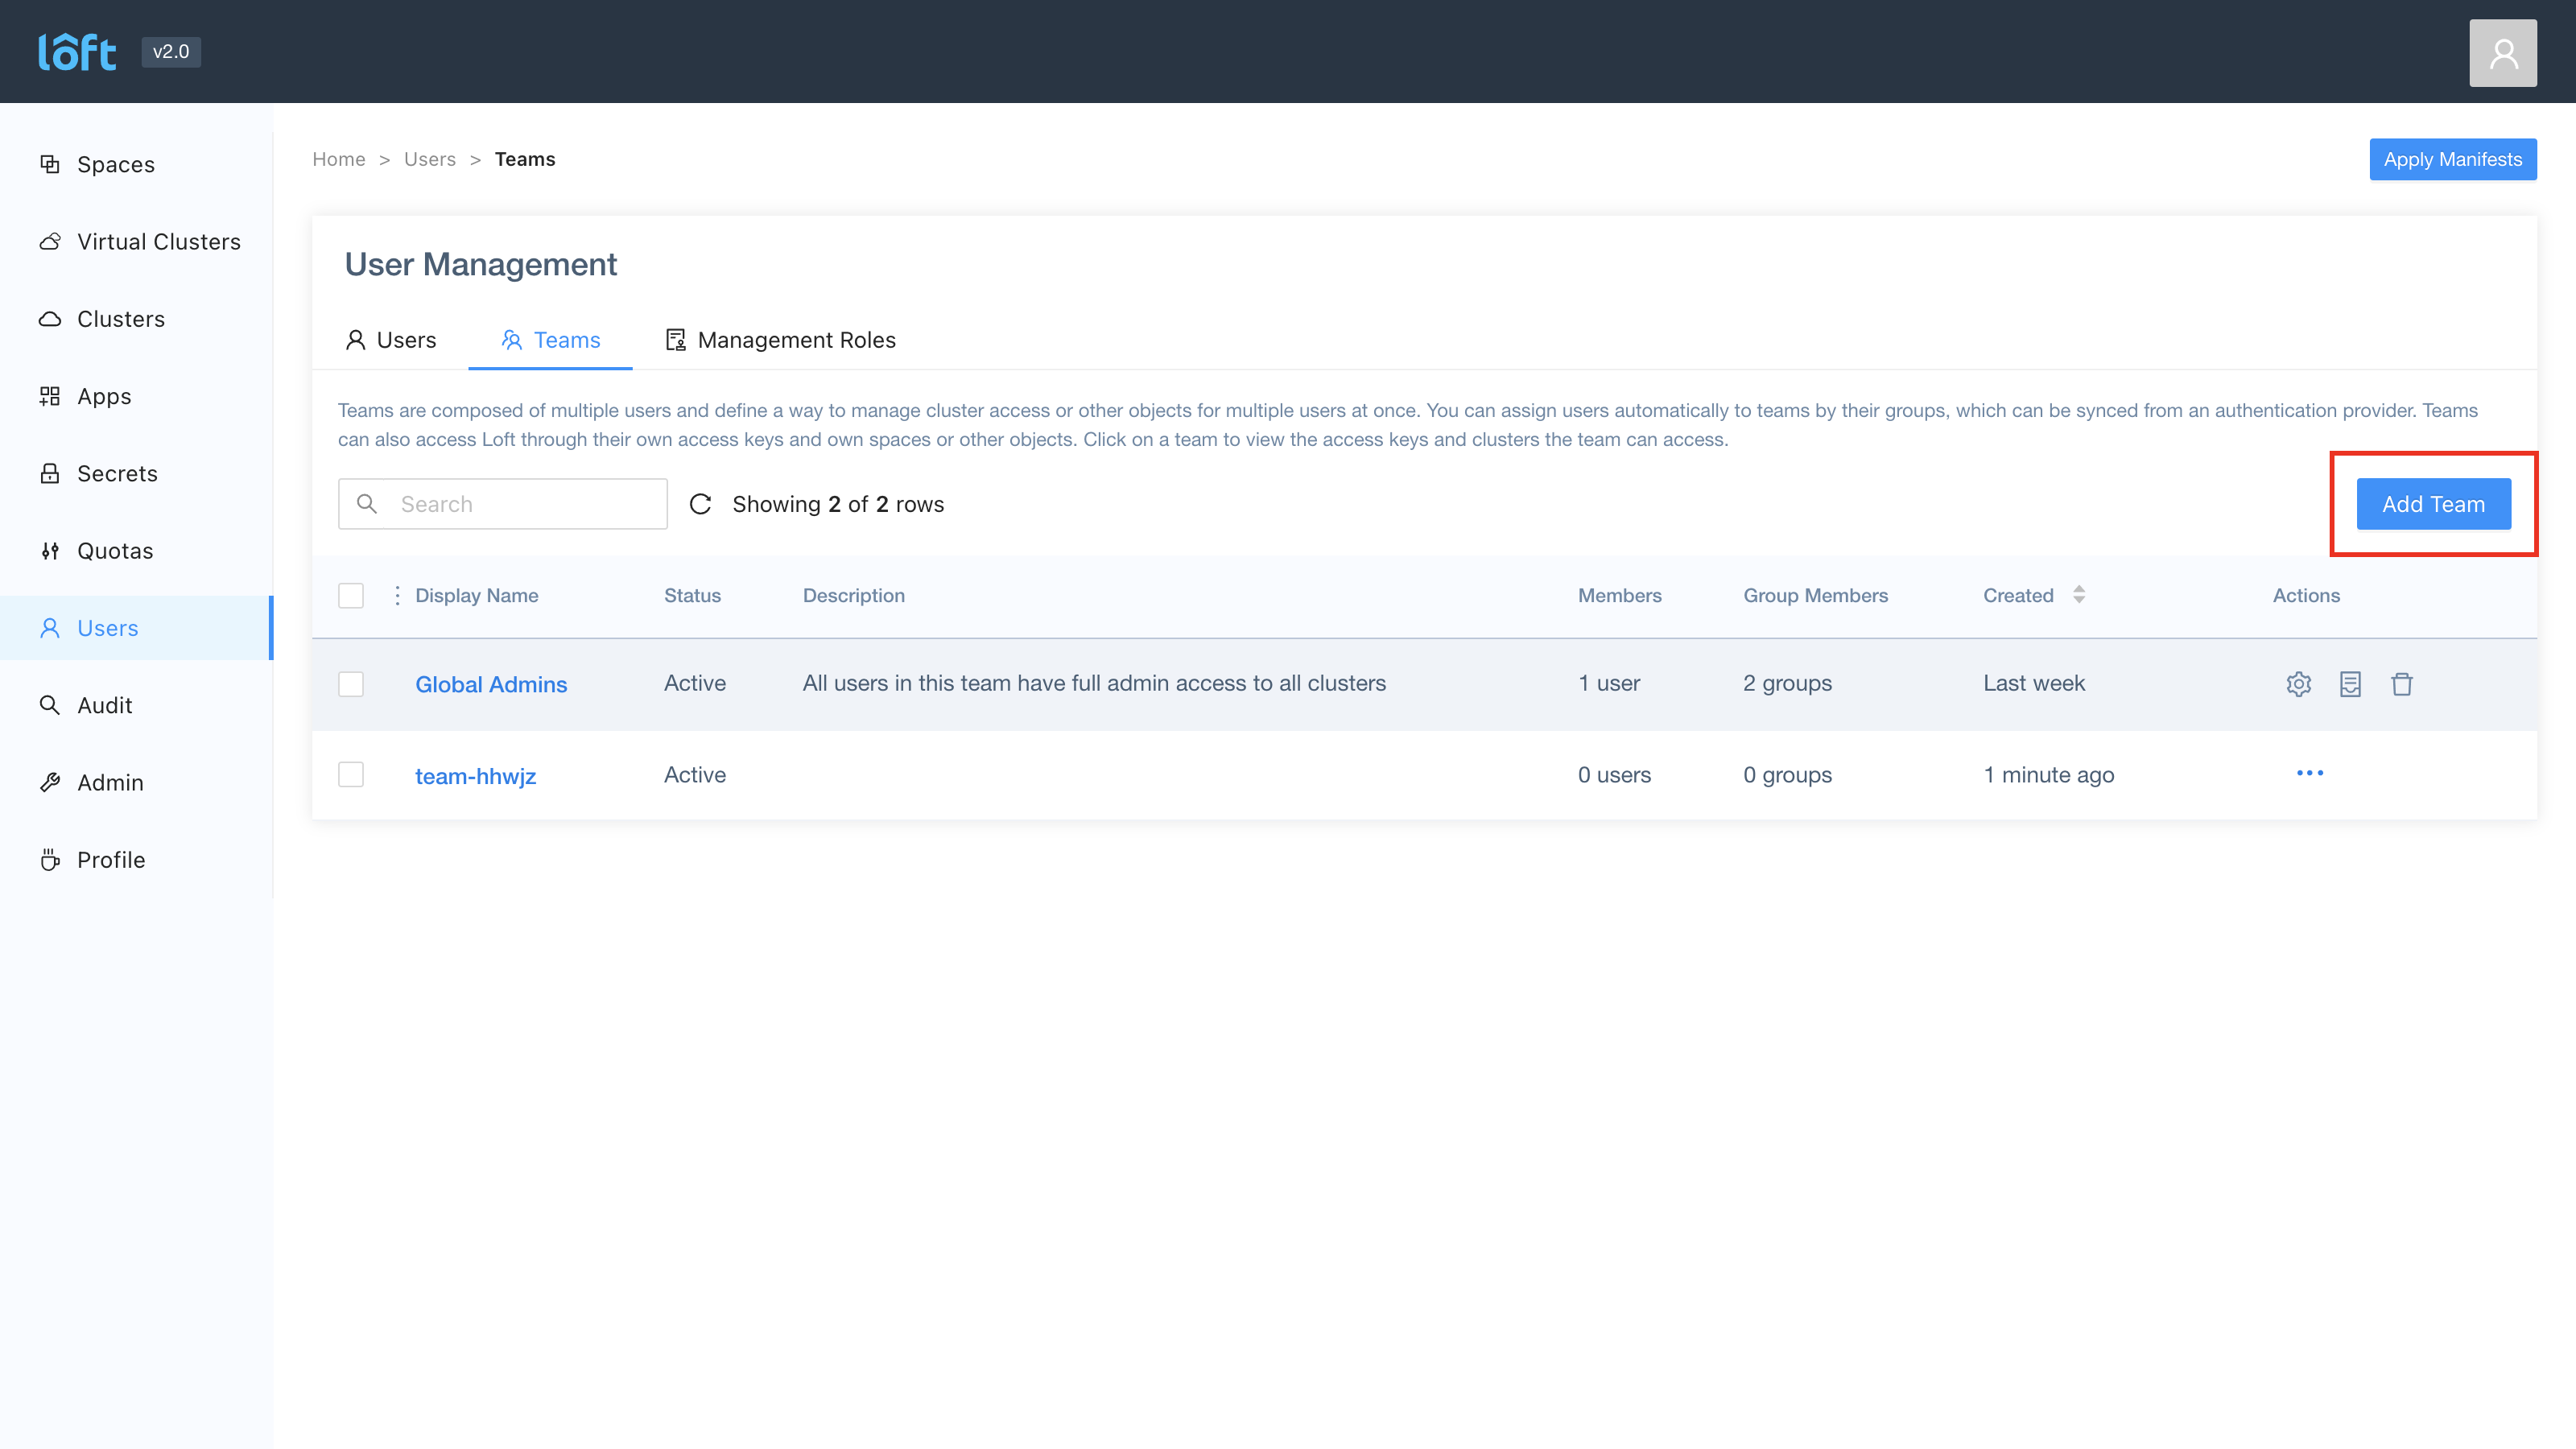 lôft v2.0
Spaces
Virtual Clusters
Clusters
Apps
Secrets
Quotas
Users
Audit
Admin
Profile
Home > Users > Teams
Apply Manifests
User Management
Users Teams Management Roles
Teams are composed of multiple users and define a way to manage cluster access or other objects for multiple users at once. You can assign users automatically to teams by their groups, which can be synced from an authentication provider. Teams
can also access Loft through their own access keys and own spaces or other objects. Click on a team to view the access keys and clusters the team can access.
Search Showing 2 of 2 rows Add Team
Display Name Status Description Members Group Members Created Actions
Global Admins Active All users in this team have full admin access to all clusters 1 user 2 groups Last week
team-hhwjz Active 0 users 0 groups 1 minute ago